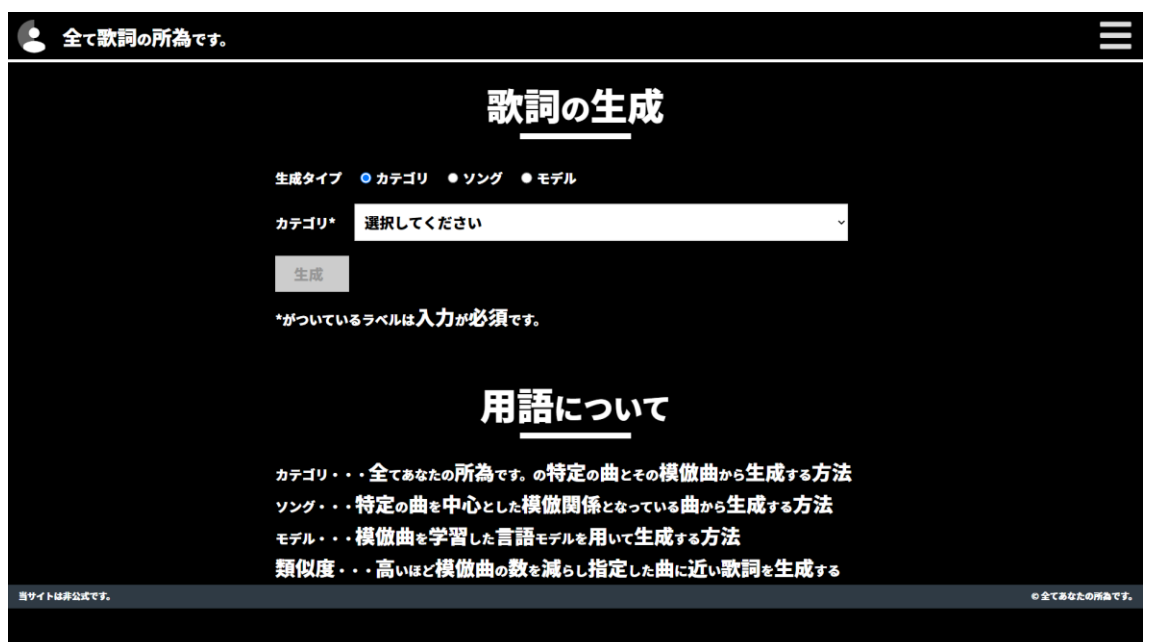 全て歌詞の所為です。
歌詞の生成
生成タイプ カテゴリ ソング モデル
カテゴリ* 選択してください
生成
*がついているラベルは入力が必須です。
用語について
カテゴリ・・・全てあなたの所為です。の特定の曲とその模倣曲から生成する方法
ソング・・・特定の曲を中心とした模倣関係となっている曲から生成する方法
モデル・・・模倣曲を学習した言語モデルを用いて生成する方法
類似度・・・高いほど模倣曲の数を減らし指定した曲に近い歌詞を生成する
当サイトは非公式です。 © 全てあなたの所為です。